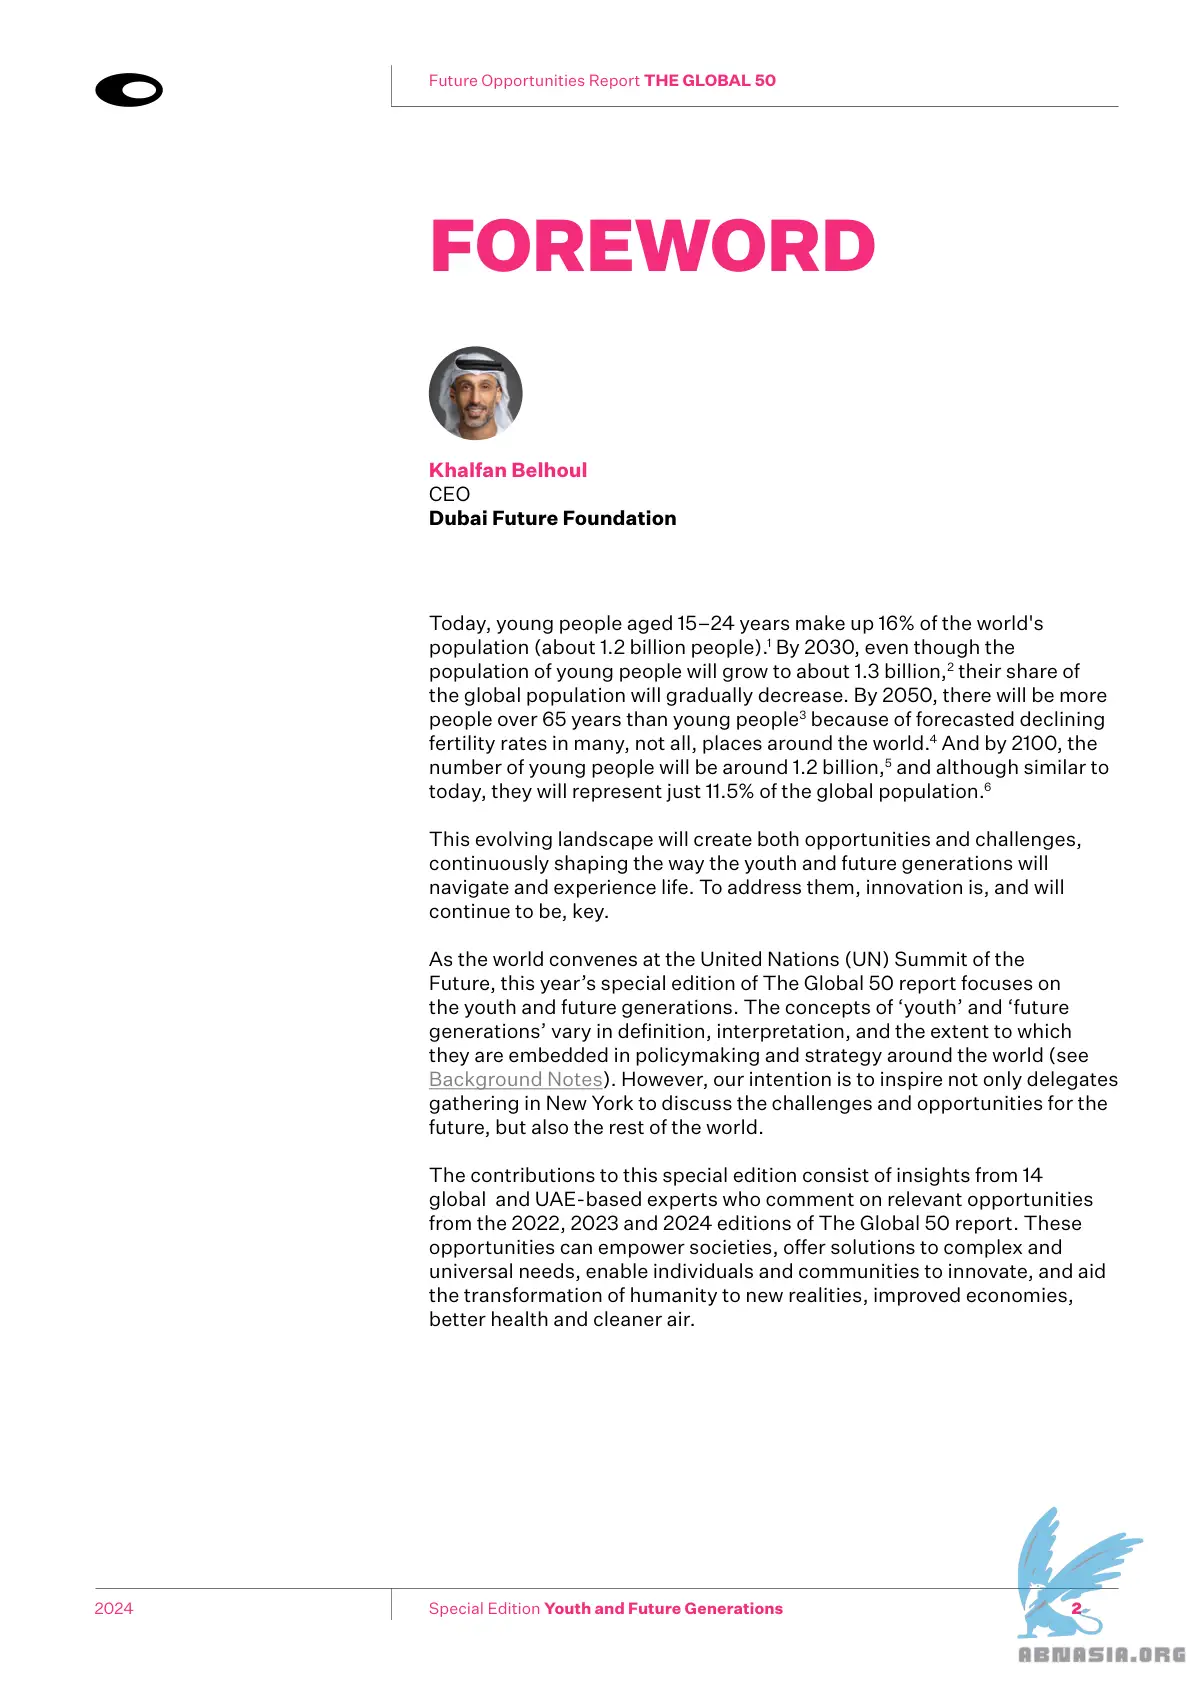 Future Opportunities Report THE GLOBAL 50
FOREWORD
Khalfan Belhoul
CEO
Dubai Future Foundation
Today, young people aged 15–24 years make up 16% of the world's
population (about 1.2 billion people).1 By 2030, even though the
population of young people will grow to about 1.3 billion,2 their share of
the global population will gradually decrease. By 2050, there will be more
people over 65 years than young people3 because of forecasted declining
fertility rates in many, not all, places around the world.4 And by 2100, the
number of young people will be around 1.2 billion,5 and although similar to
today, they will represent just 11.5% of the global population.6
This evolving landscape will create both opportunities and challenges,
continuously shaping the way the youth and future generations will
navigate and experience life. To address them, innovation is, and will
continue to be, key.
As the world convenes at the United Nations (UN) Summit of the
Future, this year’s special edition of The Global 50 report focuses on
the youth and future generations. The concepts of ‘youth’ and ‘future
generations’ vary in definition, interpretation, and the extent to which
they are embedded in policymaking and strategy around the world (see
Background Notes). However, our intention is to inspire not only delegates
gathering in New York to discuss the challenges and opportunities for the
future, but also the rest of the world.
The contributions to this special edition consist of insights from 14
global  and UAE-based experts who comment on relevant opportunities
from the 2022, 2023 and 2024 editions of The Global 50 report. These
opportunities can empower societies, offer solutions to complex and
universal needs, enable individuals and communities to innovate, and aid
the transformation of humanity to new realities, improved economies,
better health and cleaner air.
2024
Special Edition Youth and Future Generations
2
ABNASIA.ORG